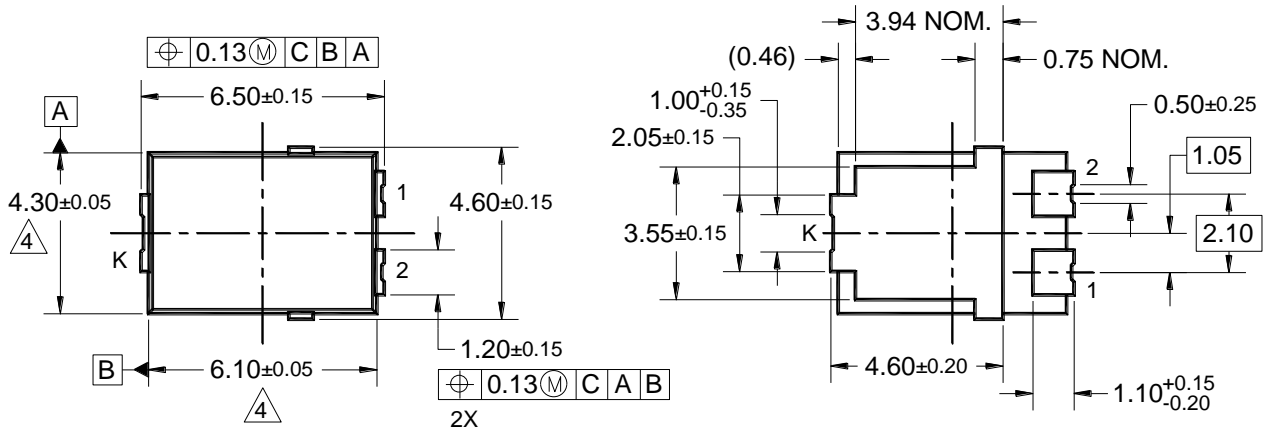 ⌖ 0.13 Ⓜ C B A
6.50±0.15
A
4.30±0.05
4
K
1
2
4.60±0.15
1.20±0.15
B
6.10±0.05
4
⌖ 0.13 Ⓜ C A B
2X
3.94 NOM.
(0.46)
0.75 NOM.
1.00+0.15
-0.35
0.50±0.25
2.05±0.15
2
1.05
3.55±0.15
K
2.10
1
4.60±0.20
1.10+0.15
-0.20